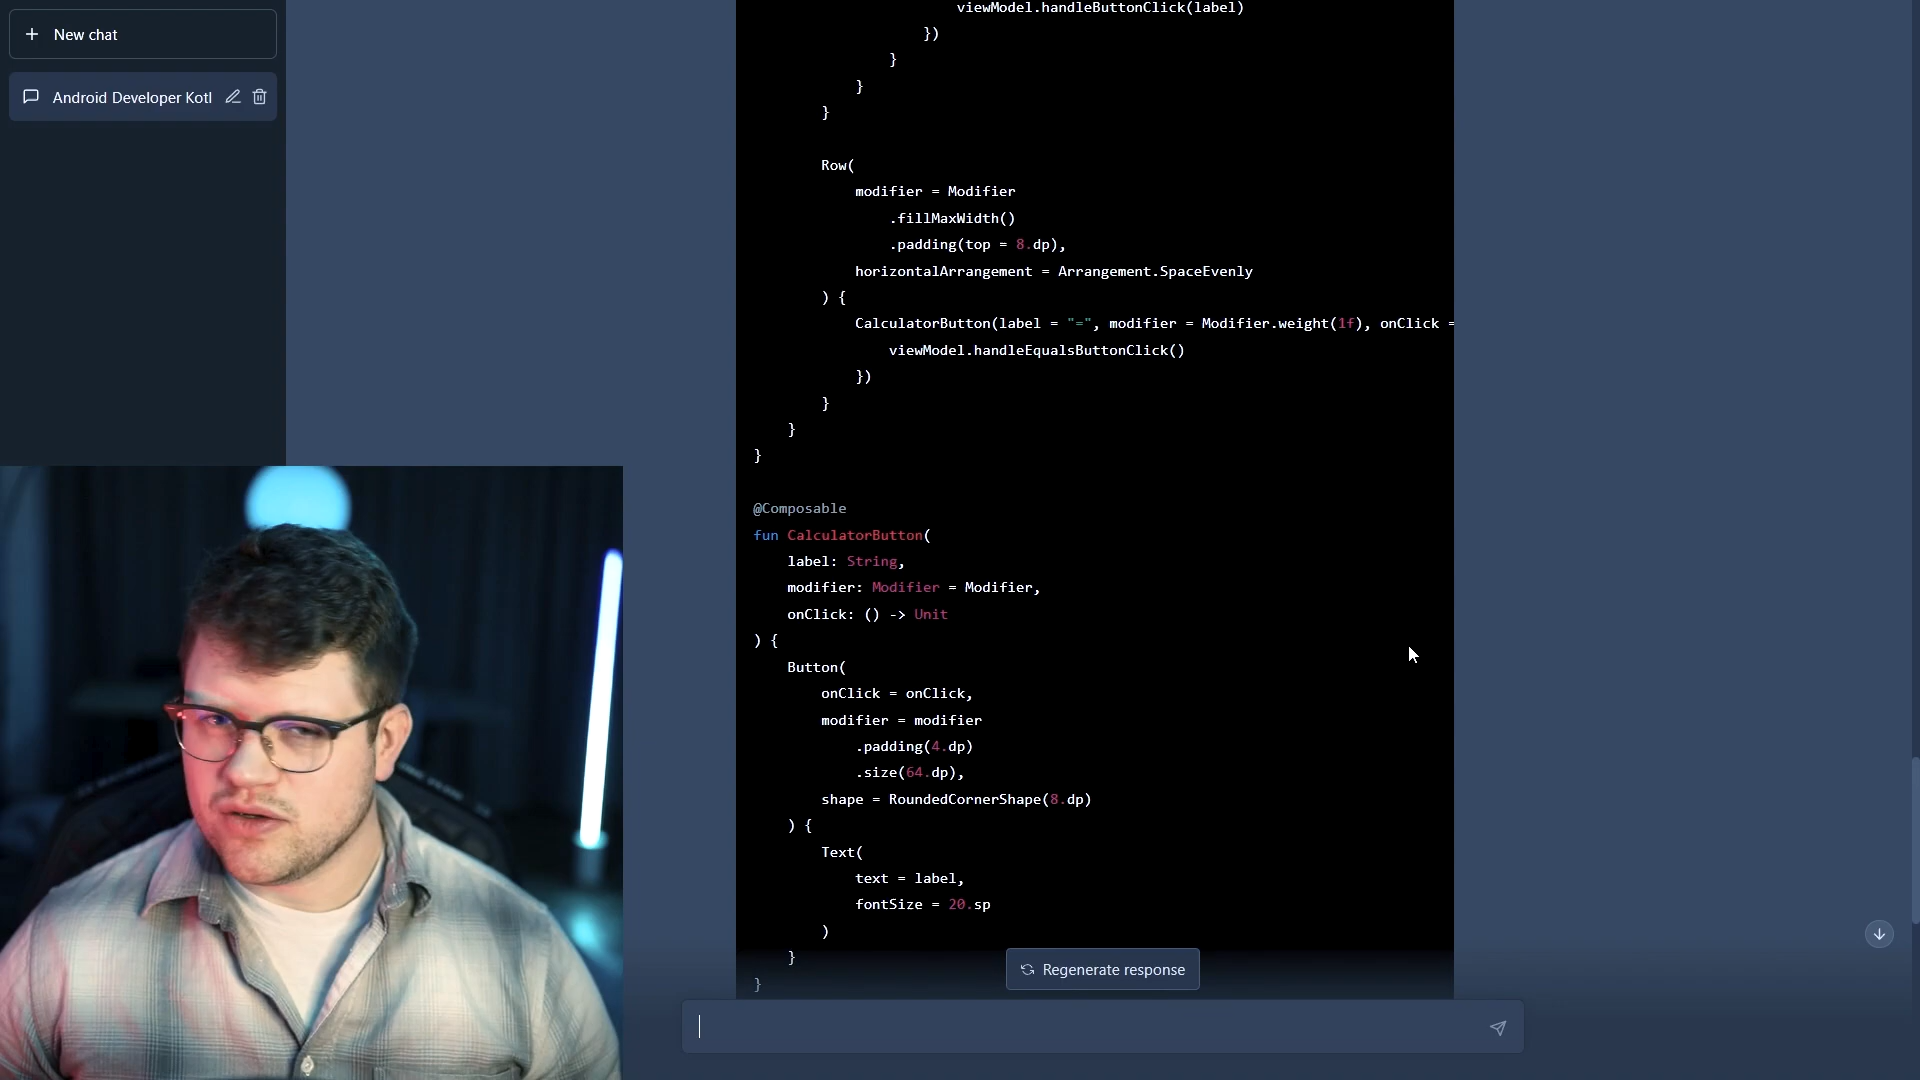 New chat
Android Developer Kotl
viewModel.handleButtonClick(label)
})
}
}
}
Row(
modifier = Modifier
.fillMaxWidth()
.padding(top = 8.dp),
horizontalArrangement = Arrangement.SpaceEvenly
) {
CalculatorButton(label = "=", modifier = Modifier.weight(1f), onClick =
viewModel.handleEqualsButtonClick()
})
}
}
}
@Composable
fun CalculatorButton(
label: String,
modifier: Modifier = Modifier,
onClick: () -> Unit
) {
Button(
onClick = onClick,
modifier = modifier
.padding(4.dp)
.size(64.dp),
shape = RoundedCornerShape(8.dp)
) {
Text(
text = label,
fontSize = 20.sp
)
}
}
Regenerate response